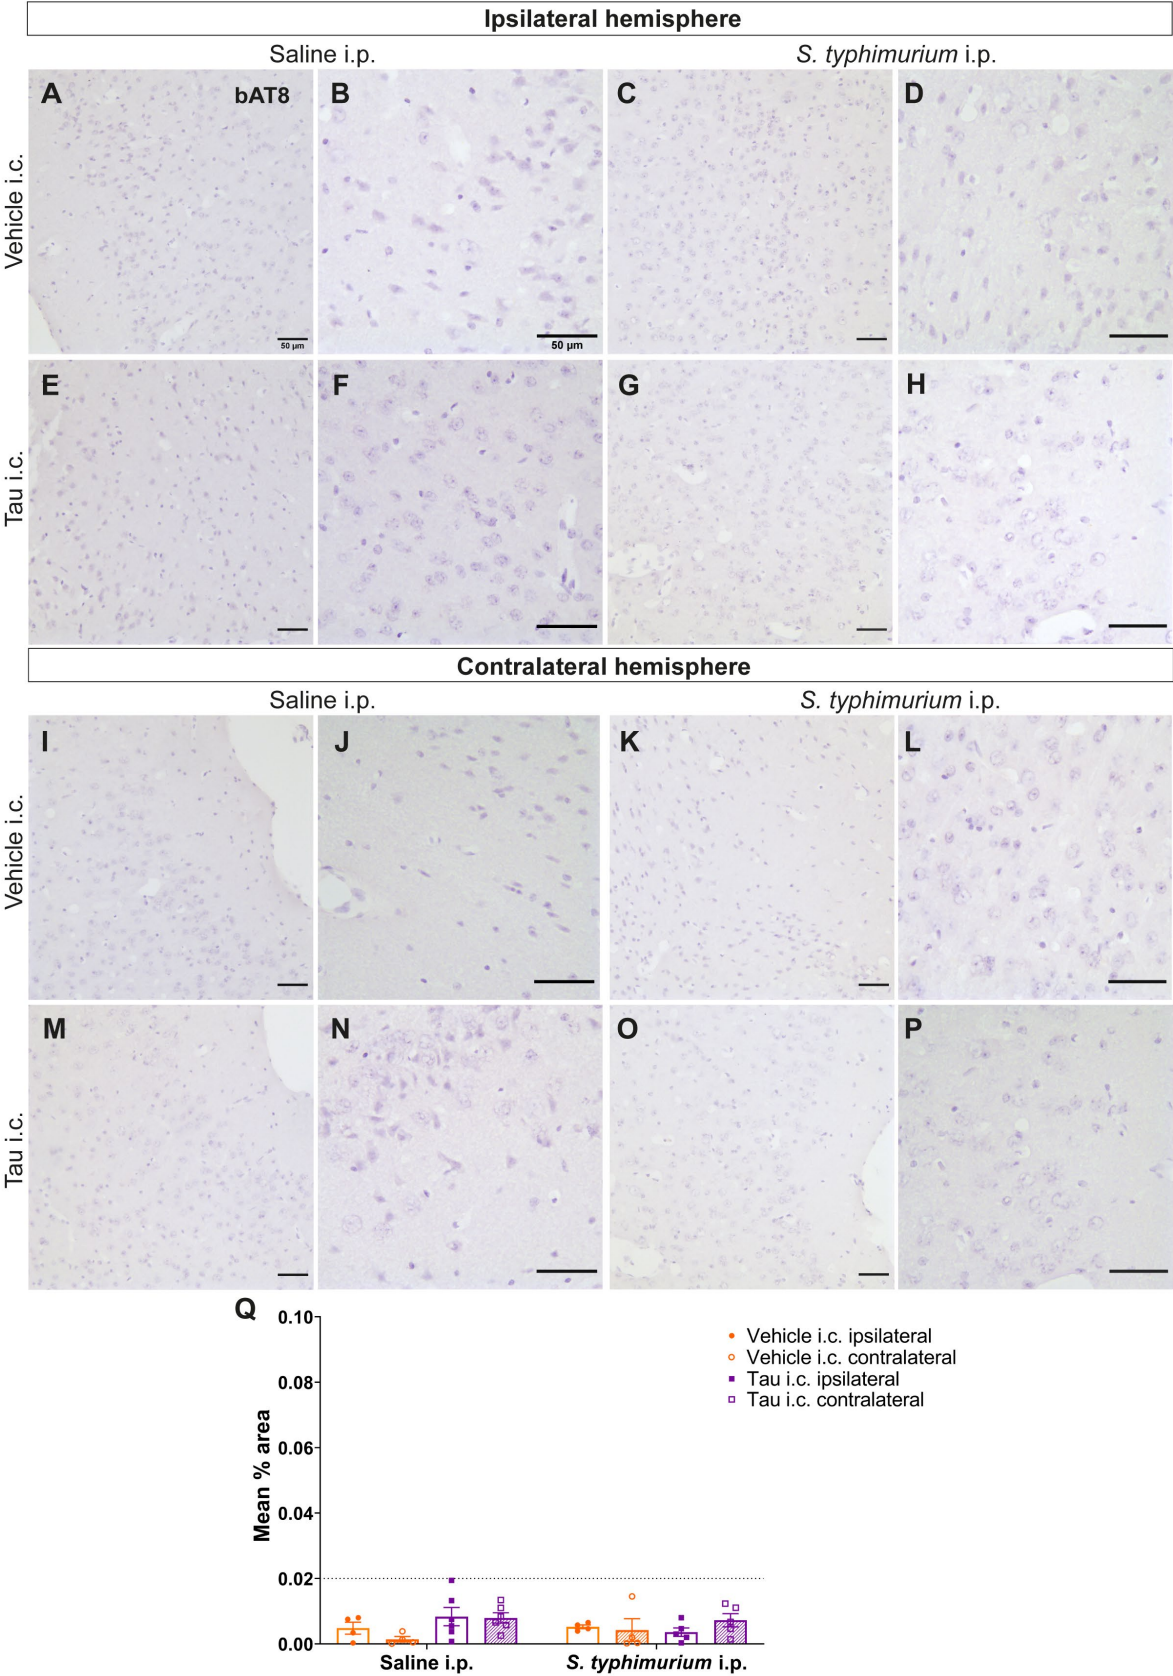 Ipsilateral hemisphere
Saline i.p.
S. typhimurium i.p.
Vehicle i.c.
A
bAT8
B
C
D
50 µm
50 µm
Tau i.c.
E
F
G
H
Contralateral hemisphere
Saline i.p.
S. typhimurium i.p.
Vehicle i.c.
I
J
K
L
Tau i.c.
M
N
O
P
Q
Mean % area
0.10
0.08
0.06
0.04
0.02
0.00
Vehicle i.c. ipsilateral
Vehicle i.c. contralateral
Tau i.c. ipsilateral
Tau i.c. contralateral
Saline i.p.
S. typhimurium i.p.